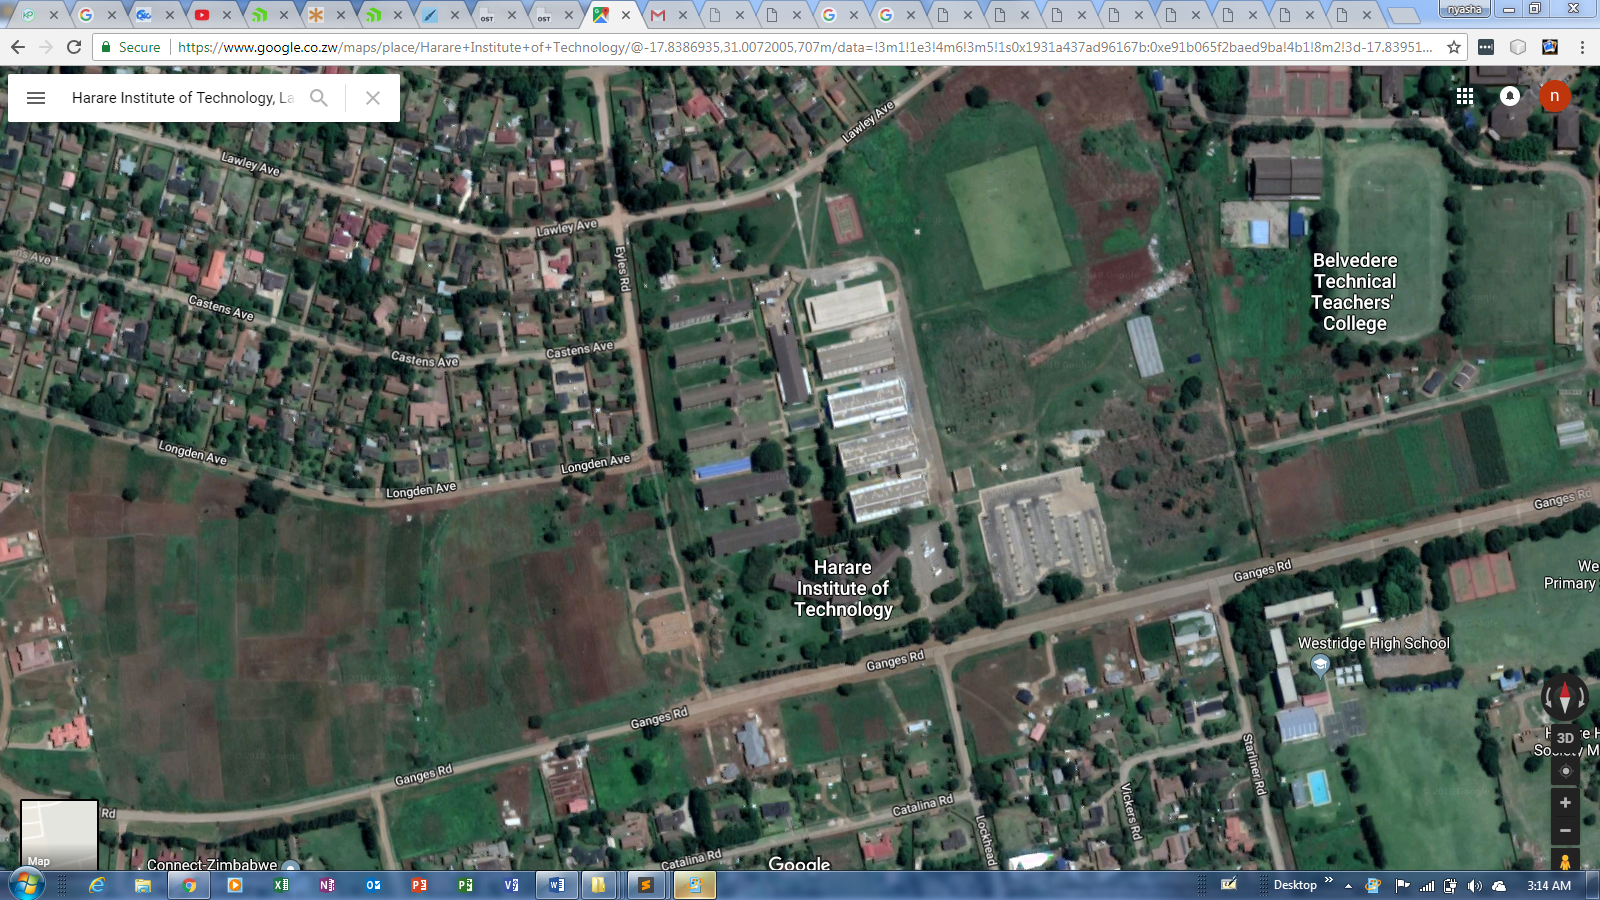 nyasha
Secure
https://www.google.co.zw/maps/place/Harare+Institute+of+Technology/@-17.8386935,31.0072005,707m/data=!3m1!1e3!4m6!3m5!1s0x1931a437ad96167b:0xe91b065f2baed9ba!4b1!8m2!3d-17.83951...
Harare Institute of Technology, La
n
Lawley Ave
Lawley Ave
Lawley Ave
Eyles Rd
Belvedere
Technical
Teachers'
College
ns Ave
Castens Ave
Castens Ave
Castens Ave
Longden Ave
Longden Ave
Longden Ave
Ganges Rd
Harare
Institute of
Technology
Ganges Rd
We
Primary
Westridge High School
Ganges Rd
Ganges Rd
Ganges Rd
3D
Starliner Rd
Vickers Rd
Catalina Rd
Lockhead
Catalina Rd
Rd
Map
Connect-Zimbabwe
Google
Desktop
3:14 AM